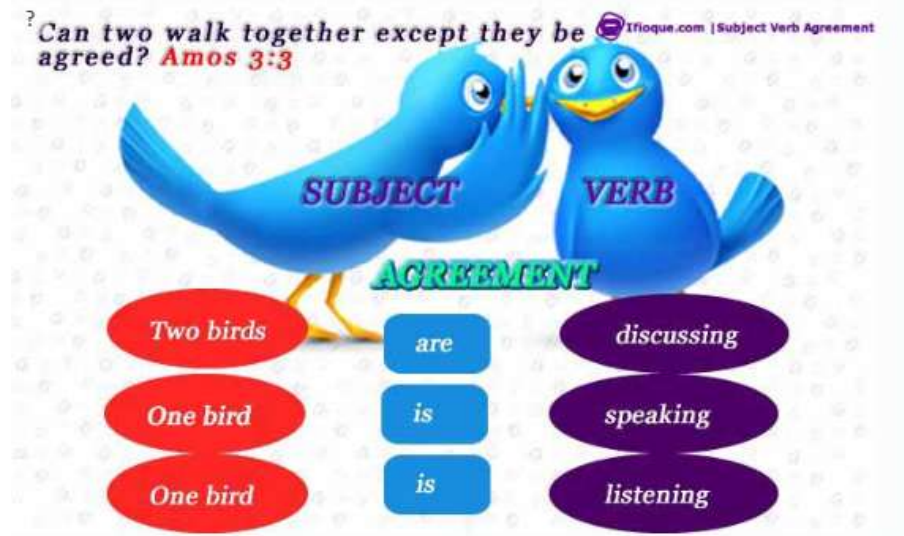 ?
Can two walk together except they be
agreed? Amos 3:3
Ifioque.com |Subject Verb Agreement
SUBJECT VERB
AGREEMENT
Two birds are discussing
One bird is speaking
One bird is listening